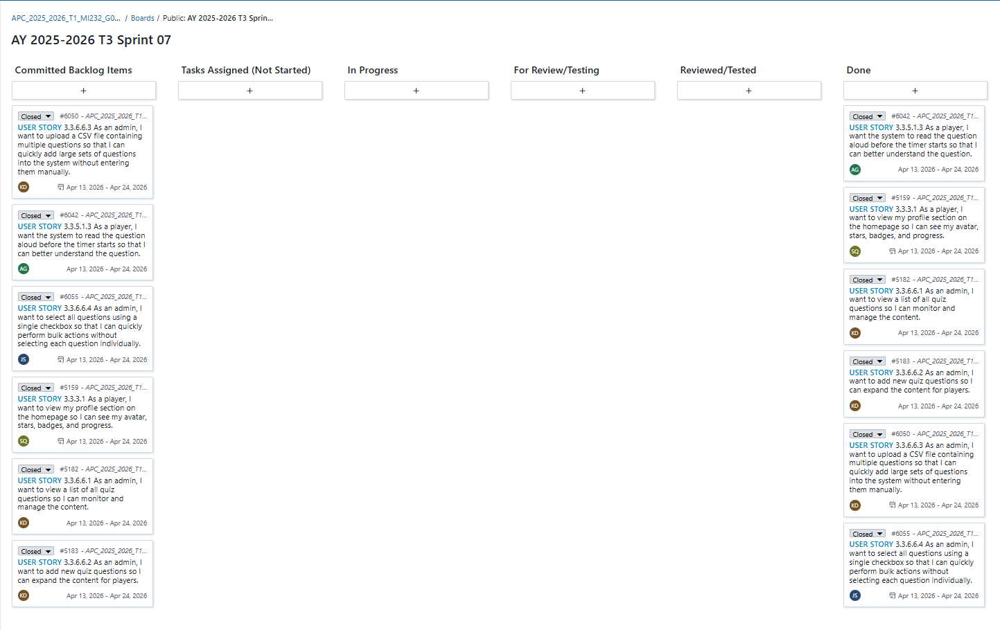 APC_2025_2026_T1_MI232_G0... / Boards / Public: AY 2025-2026 T3 Sprin...
AY 2025-2026 T3 Sprint 07
Committed Backlog Items
+
Closed #6050 - APC_2025_2026_T1...
USER STORY 3.3.6.6.3 As an admin, I
want to upload a CSV file containing
multiple questions so that I can
quickly add large sets of questions
into the system without entering
them manually.
KD Apr 13, 2026 - Apr 24, 2026
Closed #6042 - APC_2025_2026_T1...
USER STORY 3.3.5.1.3 As a player, I
want the system to read the question
aloud before the timer starts so that I
can better understand the question.
AG Apr 13, 2026 - Apr 24, 2026
Closed #6055 - APC_2025_2026_T1...
USER STORY 3.3.6.6.4 As an admin, I
want to select all questions using a
single checkbox so that I can quickly
perform bulk actions without
selecting each question individually.
JS Apr 13, 2026 - Apr 24, 2026
Closed #5159 - APC_2025_2026_T1...
USER STORY 3.3.3.1 As a player, I
want to view my profile section on
the homepage so I can see my avatar,
stars, badges, and progress.
SQ Apr 13, 2026 - Apr 24, 2026
Closed #5182 - APC_2025_2026_T1...
USER STORY 3.3.6.6.1 As an admin, I
want to view a list of all quiz
questions so I can monitor and
manage the content.
KD Apr 13, 2026 - Apr 24, 2026
Closed #5183 - APC_2025_2026_T1...
USER STORY 3.3.6.6.2 As an admin, I
want to add new quiz questions so I
can expand the content for players.
KD Apr 13, 2026 - Apr 24, 2026
Tasks Assigned (Not Started)
+
In Progress
+
For Review/Testing
+
Reviewed/Tested
+
Done
+
Closed #6042 - APC_2025_2026_T1...
USER STORY 3.3.5.1.3 As a player, I
want the system to read the question
aloud before the timer starts so that I
can better understand the question.
AG Apr 13, 2026 - Apr 24, 2026
Closed #5159 - APC_2025_2026_T1...
USER STORY 3.3.3.1 As a player, I
want to view my profile section on
the homepage so I can see my avatar,
stars, badges, and progress.
SQ Apr 13, 2026 - Apr 24, 2026
Closed #5182 - APC_2025_2026_T1...
USER STORY 3.3.6.6.1 As an admin, I
want to view a list of all quiz
questions so I can monitor and
manage the content.
KD Apr 13, 2026 - Apr 24, 2026
Closed #5183 - APC_2025_2026_T1...
USER STORY 3.3.6.6.2 As an admin, I
want to add new quiz questions so I
can expand the content for players.
KD Apr 13, 2026 - Apr 24, 2026
Closed #6050 - APC_2025_2026_T1...
USER STORY 3.3.6.6.3 As an admin, I
want to upload a CSV file containing
multiple questions so that I can
quickly add large sets of questions
into the system without entering
them manually.
KD Apr 13, 2026 - Apr 24, 2026
Closed #6055 - APC_2025_2026_T1...
USER STORY 3.3.6.6.4 As an admin, I
want to select all questions using a
single checkbox so that I can quickly
perform bulk actions without
selecting each question individually.
JS Apr 13, 2026 - Apr 24, 2026